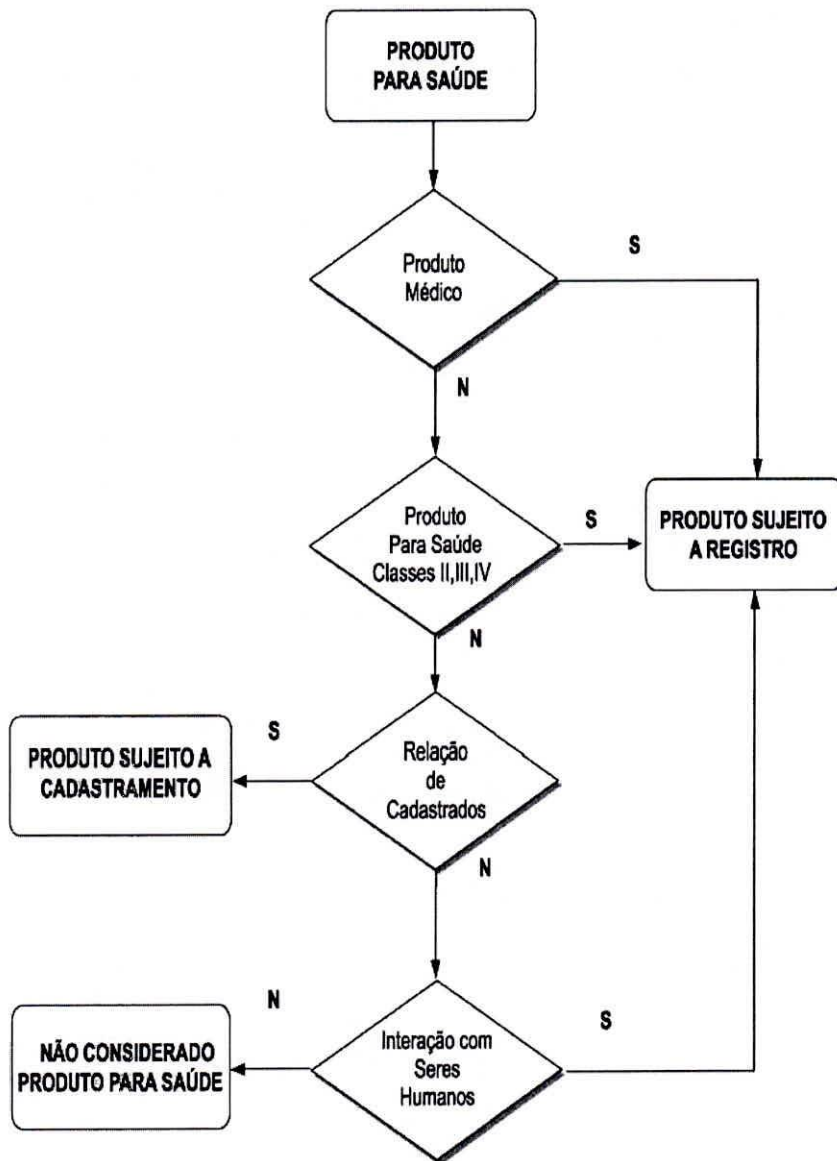 PRODUTO
PARA SAÚDE
Produto
Médico
S
N
Produto
Para Saúde
Classes II,III,IV
S
PRODUTO SUJEITO
A REGISTRO
N
Relação
de
Cadastrados
S
PRODUTO SUJEITO A
CADASTRAMENTO
N
Interação com
Seres
Humanos
N
NÃO CONSIDERADO
PRODUTO PARA SAÚDE
S